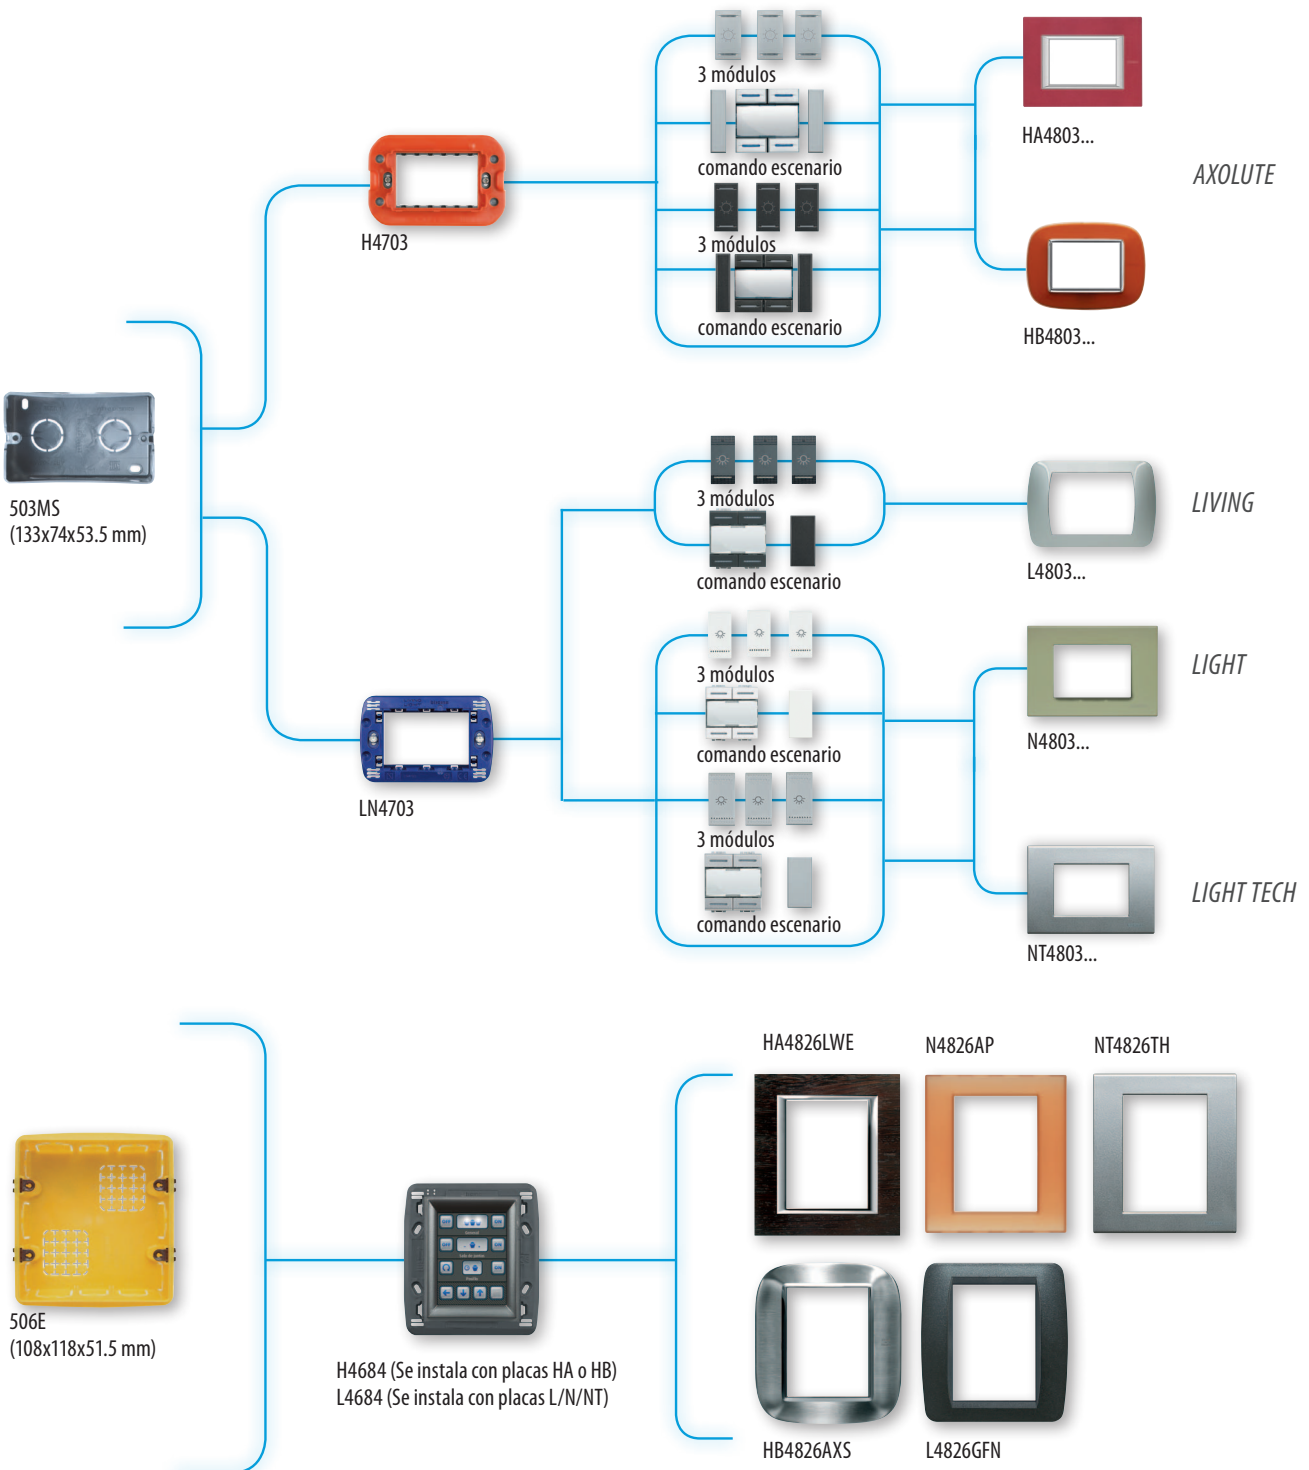 3 módulos
comando escenario
3 módulos
comando escenario
H4703
HA4803...
AXOLUTE
HB4803...
503MS
(133x74x53.5 mm)
3 módulos
comando escenario
L4803...
LIVING
3 módulos
comando escenario
3 módulos
comando escenario
LN4703
N4803...
LIGHT
NT4803...
LIGHT TECH
506E
(108x118x51.5 mm)
H4684 (Se instala con placas HA o HB)
L4684 (Se instala con placas L/N/NT)
HA4826LWE
N4826AP
NT4826TH
HB4826AXS
L4826GFN